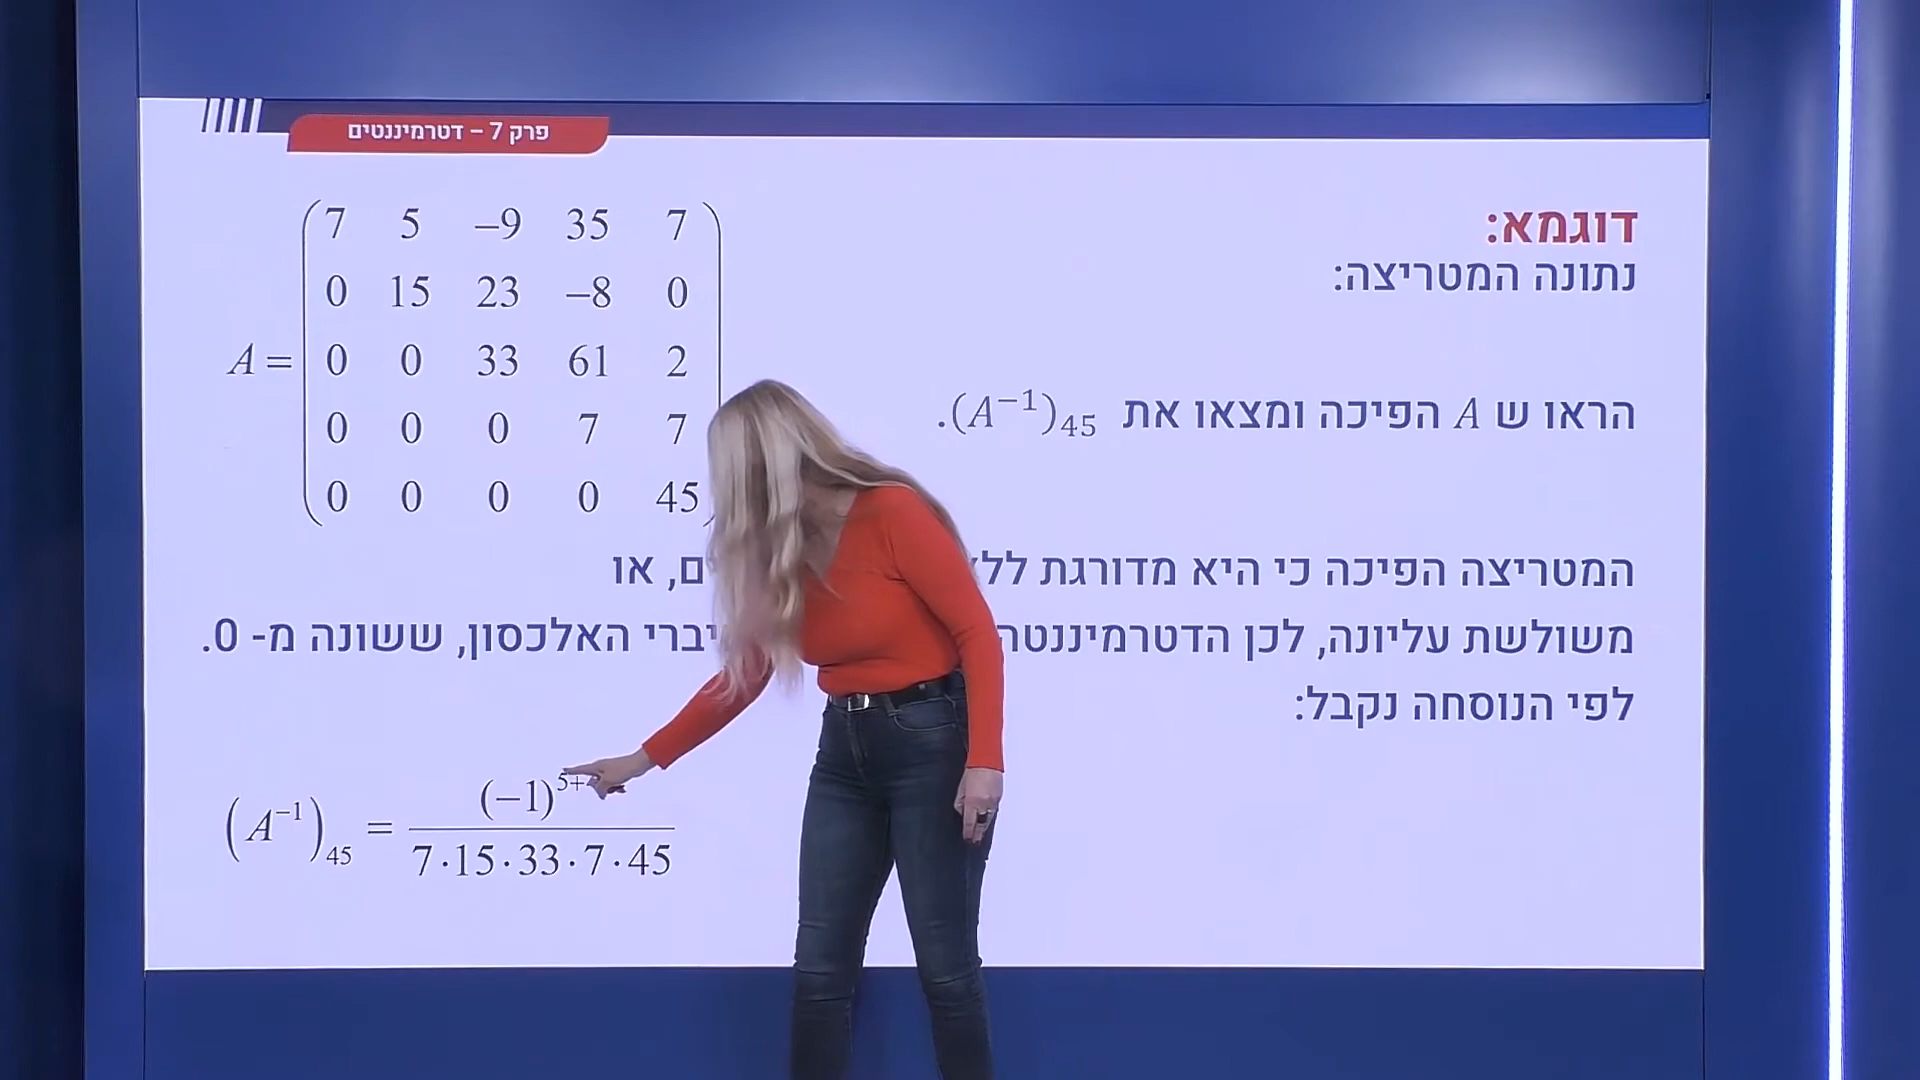 פרק 7 – דטרמיננטים
דוגמא:
נתונה המטריצה:
7 5 –9 35 7
0 15 23 –8 0
A = 0 0 33 61 2
0 0 0 7 7
0 0 0 0 45
הראו ש A הפיכה ומצאו את (A⁻¹)₄₅.
המטריצה הפיכה כי היא מדורגת או
משולשת עליונה, לכן האלכסון, ששונה מ- 0.
לפי הנוסחה נקבל:
(A⁻¹)₄₅ = (–1)⁵⁺ / 7·15·33·7·45